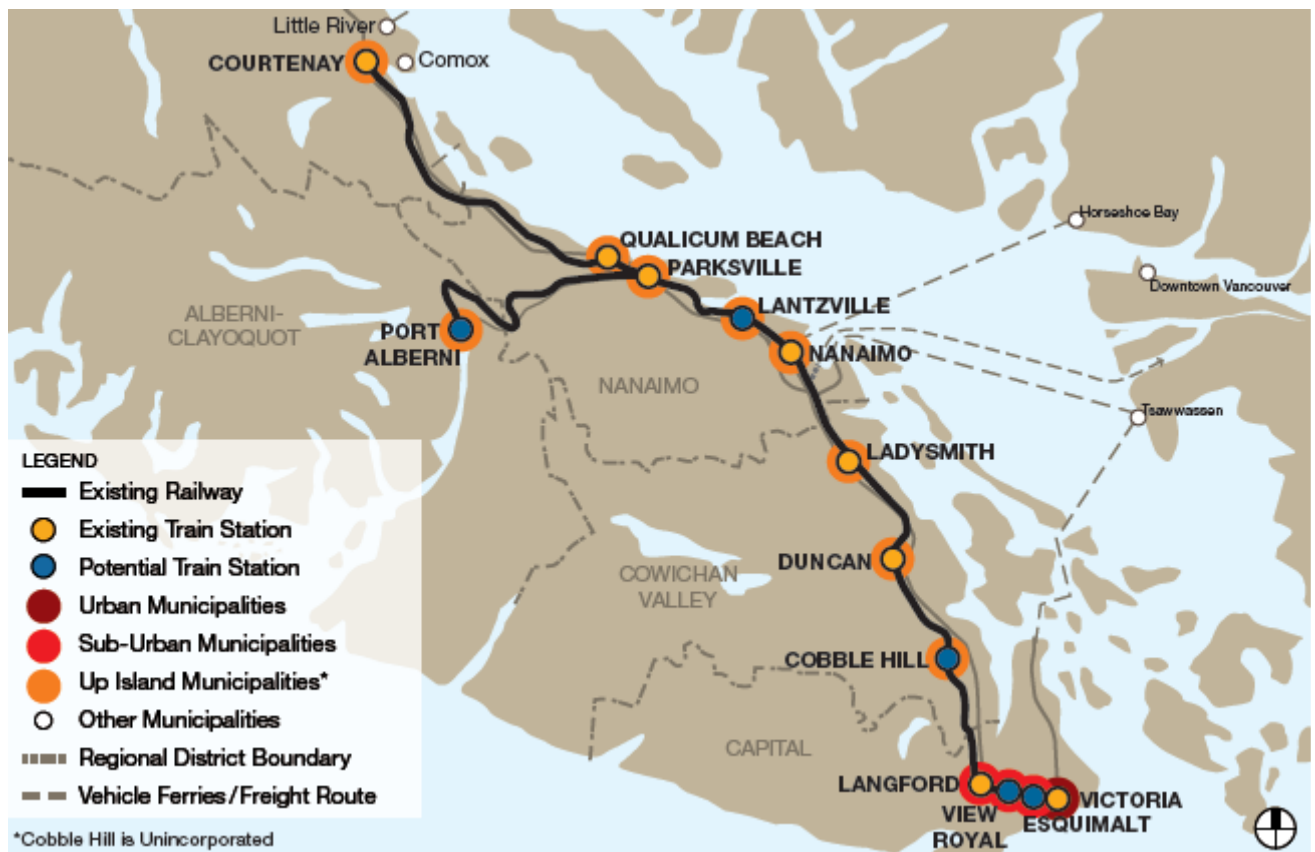 Little River
COURTENAY
Comox
QUALICUM BEACH
PARKSVILLE
Horseshoe Bay
Downtown Vancouver
LANTZVILLE
ALBERNI-
CLAYOQUOT
PORT
ALBERNI
NANAIMO
NANAIMO
Tsawwassen
LADYSMITH
DUNCAN
COWICHAN
VALLEY
COBBLE HILL
CAPITAL
LANGFORD
VIEW
ROYAL
VICTORIA
ESQUIMALT
LEGEND
Existing Railway
Existing Train Station
Potential Train Station
Urban Municipalities
Sub-Urban Municipalities
Up Island Municipalities*
Other Municipalities
Regional District Boundary
Vehicle Ferries/Freight Route
*Cobble Hill is Unincorporated